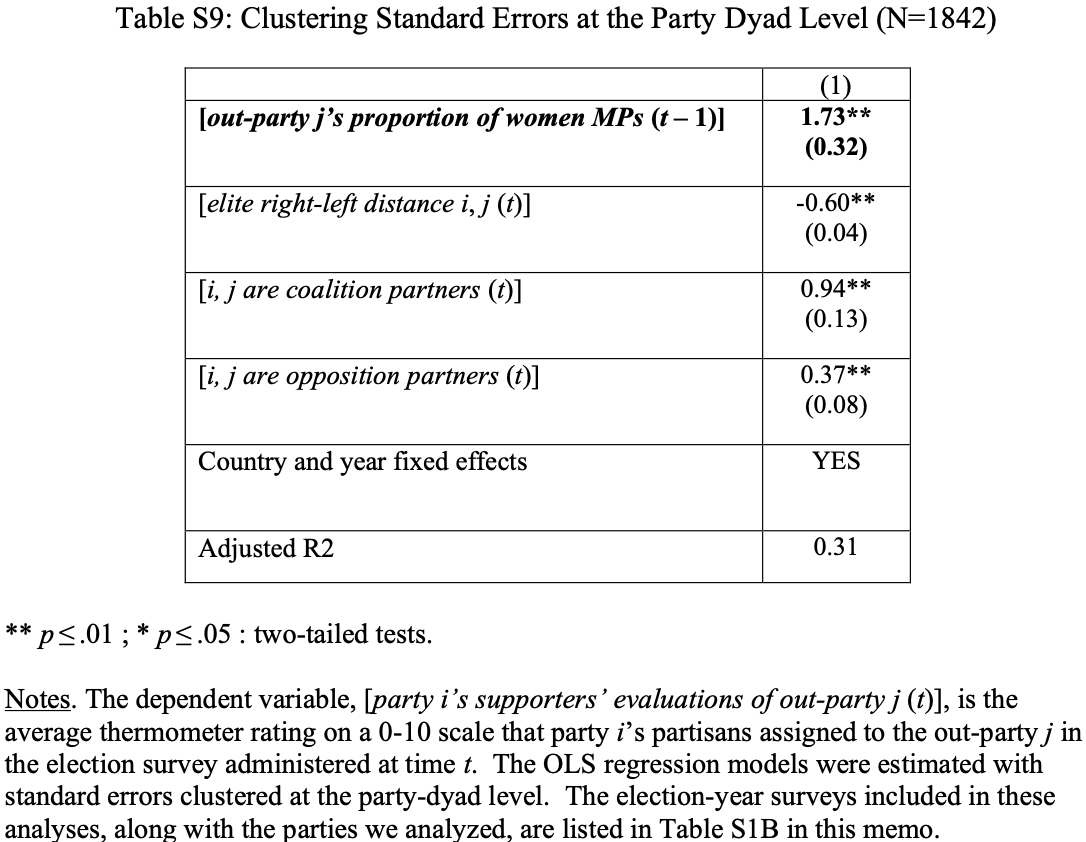 Table S9: Clustering Standard Errors at the Party Dyad Level (N=1842)
(1)
[out-party j’s proportion of women MPs (t – 1)] 1.73**
(0.32)
[elite right-left distance i, j (t)] -0.60**
(0.04)
[i, j are coalition partners (t)] 0.94**
(0.13)
[i, j are opposition partners (t)] 0.37**
(0.08)
Country and year fixed effects YES
Adjusted R2 0.31
** p≤.01 ; * p≤.05 : two-tailed tests.
Notes. The dependent variable, [party i’s supporters’ evaluations of out-party j (t)], is the
average thermometer rating on a 0-10 scale that party i’s partisans assigned to the out-party j in
the election survey administered at time t.  The OLS regression models were estimated with
standard errors clustered at the party-dyad level.  The election-year surveys included in these
analyses, along with the parties we analyzed, are listed in Table S1B in this memo.